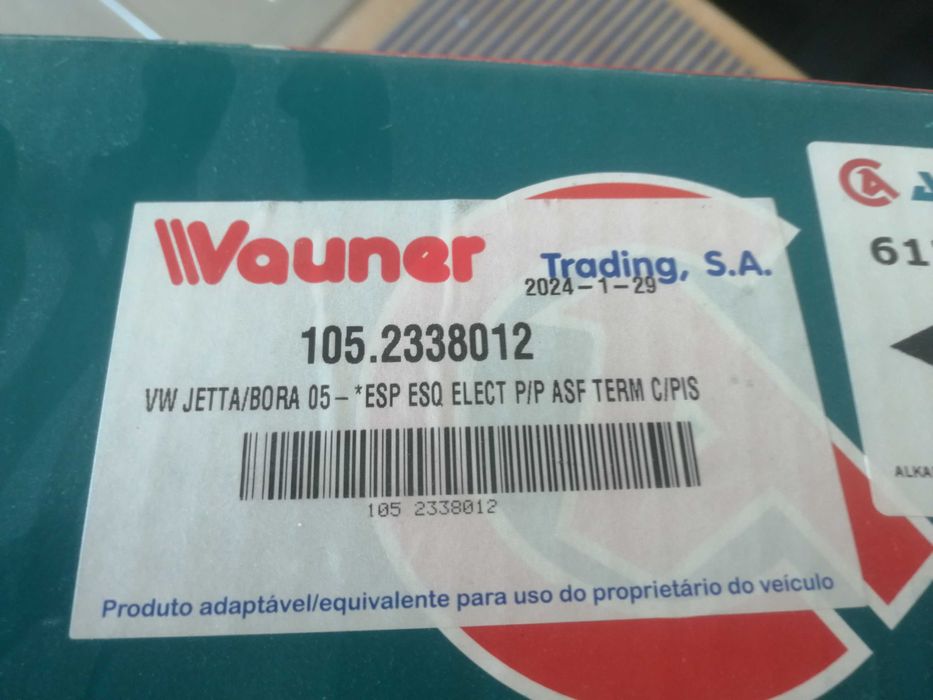 Vauner
Trading, S.A.
2024-1-29
105.2338012
VW JETTA/BORA 05-*ESP ESQ ELECT P/P ASF TERM C/PIS
105 2338012
Produto adaptável/equivalente para uso do proprietário do veículo
61